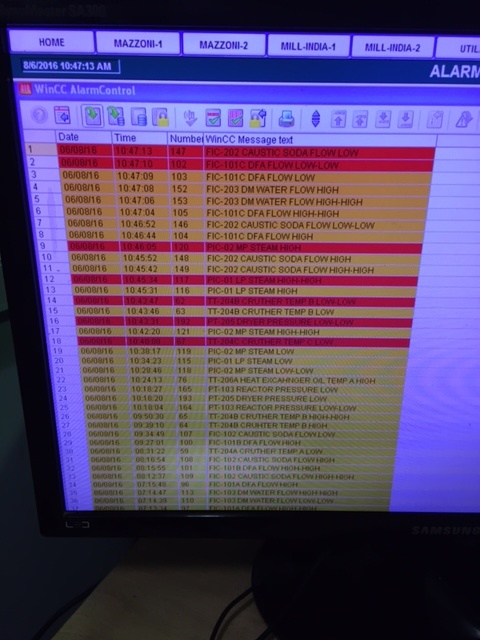 HOME MAZZONI-1 MAZZONI-2 MILL-INDIA-1 MILL-INDIA-2 UTIL
8/6/2016 10:47:13 AM ALARM
WinCC AlarmControl
Date Time Number WinCC Message text
1 06/08/16 10:47:13 147 FIC-202 CAUSTIC SODA FLOW LOW
2 06/08/16 10:47:10 102 FIC-101C DFA FLOW LOW-LOW
3 06/08/16 10:47:09 103 FIC-101C DFA FLOW LOW
4 06/08/16 10:47:08 152 FIC-203 DM WATER FLOW HIGH
5 06/08/16 10:47:06 153 FIC-203 DM WATER FLOW HIGH-HIGH
6 06/08/16 10:47:04 105 FIC-101C DFA FLOW HIGH-HIGH
7 06/08/16 10:46:52 146 FIC-202 CAUSTIC SODA FLOW LOW-LOW
8 06/08/16 10:46:44 104 FIC-101C DFA FLOW HIGH
9 06/08/16 10:46:05 120 PIC-02 MP STEAM HIGH
10 06/08/16 10:45:52 148 FIC-202 CAUSTIC SODA FLOW HIGH
11 06/08/16 10:45:42 149 FIC-202 CAUSTIC SODA FLOW HIGH-HIGH
12 06/08/16 10:45:34 117 PIC-01 LP STEAM HIGH-HIGH
13 06/08/16 10:45:31 116 PIC-01 LP STEAM HIGH
14 06/08/16 10:43:47 62 TT-204B CRUTHER TEMP B LOW-LOW
15 06/08/16 10:43:46 63 TT-204B CRUTHER TEMP B LOW
16 06/08/16 10:43:31 192 PT-205 DRYER PRESSURE LOW-LOW
17 06/08/16 10:42:20 121 PIC-02 MP STEAM HIGH-HIGH
18 06/08/16 67 TT-204C CRUTHER TEMP C LOW
19 06/08/16 10:38:17 119 PIC-02 MP STEAM LOW
20 06/08/16 10:34:23 115 PIC-01 LP STEAM LOW
21 06/08/16 10:28:46 118 PIC-02 MP STEAM LOW-LOW
22 06/08/16 10:24:13 76 TT-206A HEAT EXCAHNGER OIL TEMP A HIGH
23 06/08/16 10:18:27 165 PT-103 REACTOR PRESSURE LOW
24 06/08/16 10:18:20 193 PT-205 DRYER PRESSURE LOW
25 06/08/16 10:18:04 164 PT-103 REACTOR PRESSURE LOW-LOW
26 06/08/16 09:50:30 65 TT-204B CRUTHER TEMP B HIGH-HIGH
27 06/08/16 09:39:10 64 TT-204B CRUHTER TEMP B HIGH
28 06/08/16 09:34:49 107 FIC-102 CAUSTIC SODA FLOW LOW
29 06/08/16 09:27:01 100 FIC-101B DFA FLOW HIGH
30 06/08/16 08:31:22 59 TT-204A CRUTHER TEMP A LOW
31 06/08/16 08:16:54 108 FIC-102 CAUSTIC SODA FLOW HIGH
32 06/08/16 08:15:55 101 FIC-101B DFA FLOW HIGH-HIGH
33 06/08/16 08:12:37 109 FIC-102 CAUSTIC SODA FLOW HIGH-HIGH
34 06/08/16 96 FIC-101A DFA FLOW HIGH
35 06/08/16 07:14:47 113 FIC-103 DM WATER FLOW HIGH-HIGH
36 06/08/16 110 FIC-103 DM WATER FLOW LOW-LOW
06/08/16 97 FIC-101A DFA FLOW HIGH-HIGH
SAMSUNG